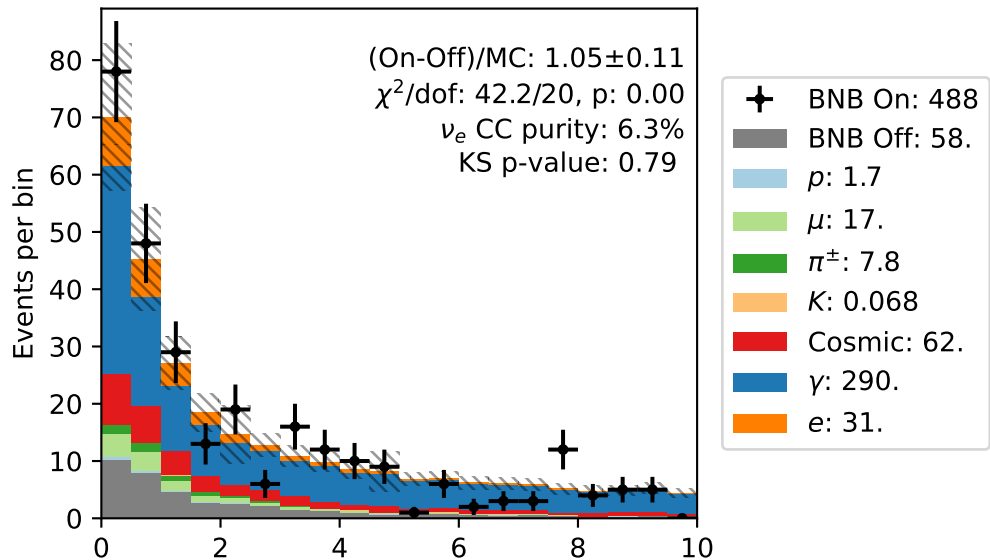 (On-Off)/MC: 1.05±0.11
χ²/dof: 42.2/20, p: 0.00
νₑ CC purity: 6.3%
KS p-value: 0.79
Events per bin
80
70
60
50
40
30
20
10
0
0 2 4 6 8 10
BNB On: 488
BNB Off: 58.
p: 1.7
μ: 17.
π±: 7.8
K: 0.068
Cosmic: 62.
γ: 290.
e: 31.